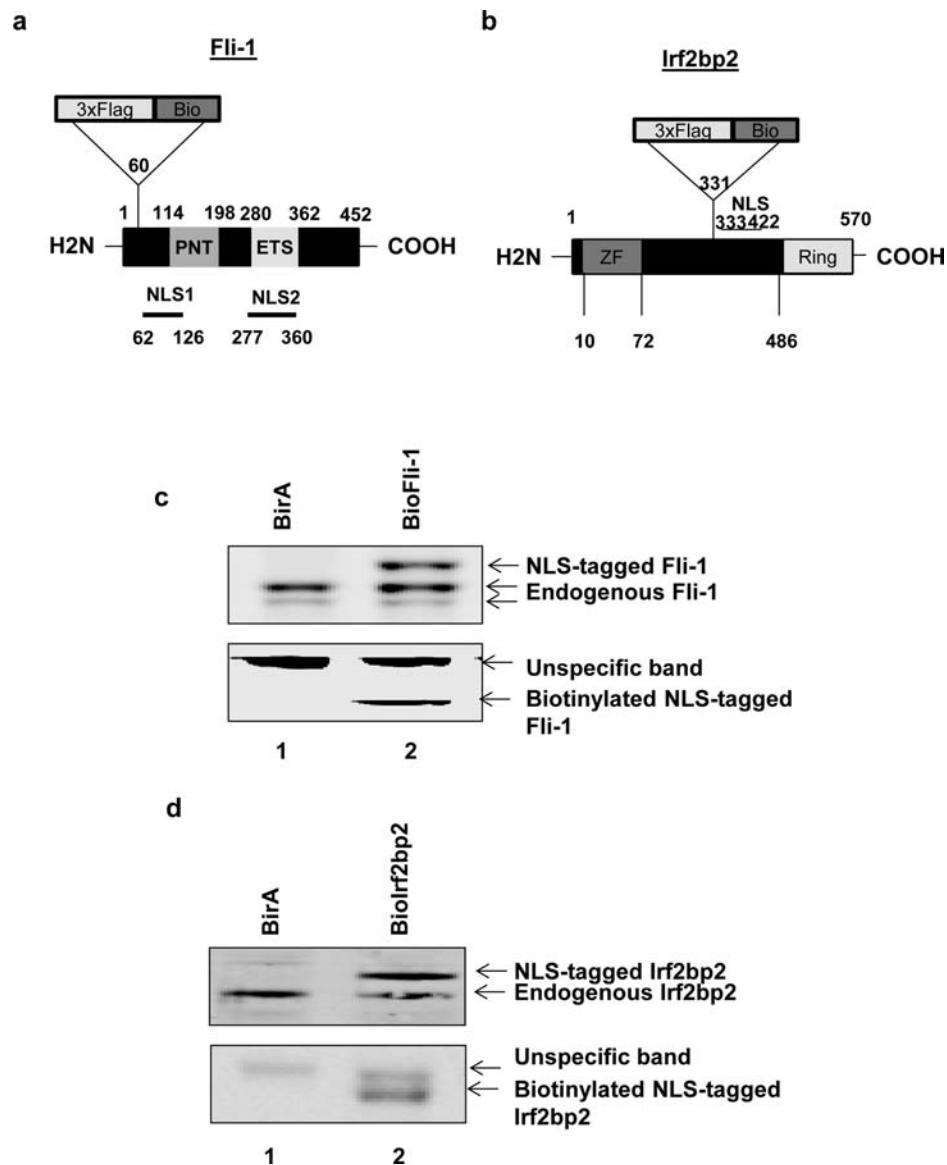 a
Fli-1
3xFlag Bio
60
1 114 198 280 362 452
H2N PNT ETS COOH
NLS1 NLS2
62 126 277 360
b
Irf2bp2
3xFlag Bio
331
NLS
1 333 422 570
H2N ZF Ring COOH
10 72 486
c
BirA BioFli-1
NLS-tagged Fli-1
Endogenous Fli-1
Unspecific band
Biotinylated NLS-tagged
Fli-1
1 2
d
BirA BioIrf2bp2
NLS-tagged Irf2bp2
Endogenous Irf2bp2
Unspecific band
Biotinylated NLS-tagged
Irf2bp2
1 2